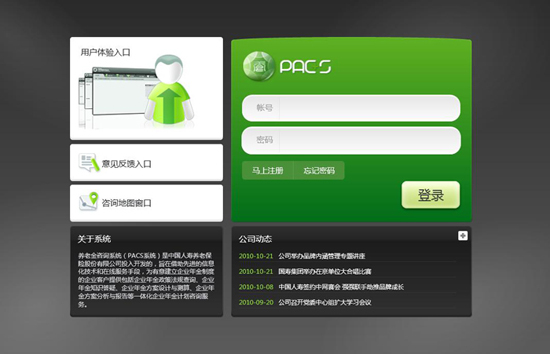 用户体验入口
意见反馈入口
咨询地图窗口
PACS
帐号
密码
马上注册 忘记密码
登录
关于系统
养老金咨询系统（PACS系统）是中国人寿养老保
险股份有限公司投入开发的，旨在借助先进的信息
化技术和在线服务手段，为有意建立企业年金制度
的企业客户提供包括企业年金政策法规查询、企业
年金知识普疑、企业年金方案设计与测算、企业年
金方案分析与报告等一体化企业年金计划咨询服
务。
公司动态
2010-10-21 公司举办品牌内涵管理专题讲座
2010-10-21 国寿集团举办在京单位大合唱比赛
2010-10-08 中国人寿签约中网赛会 强强联手助推品牌成长
2010-09-20 公司召开党委中心组扩大学习会议